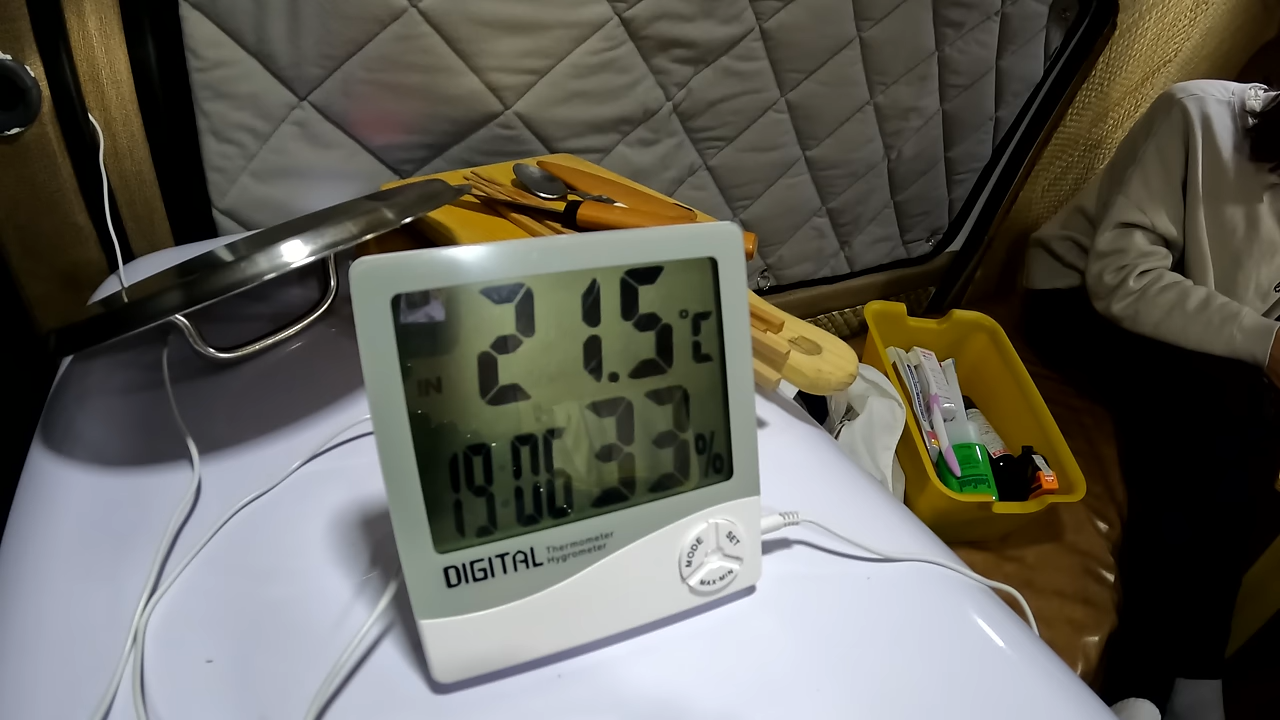 21.5 °C
IN
19:06 33 %
DIGITAL Thermometer
Hygrometer
MODE SET
MAX-MIN